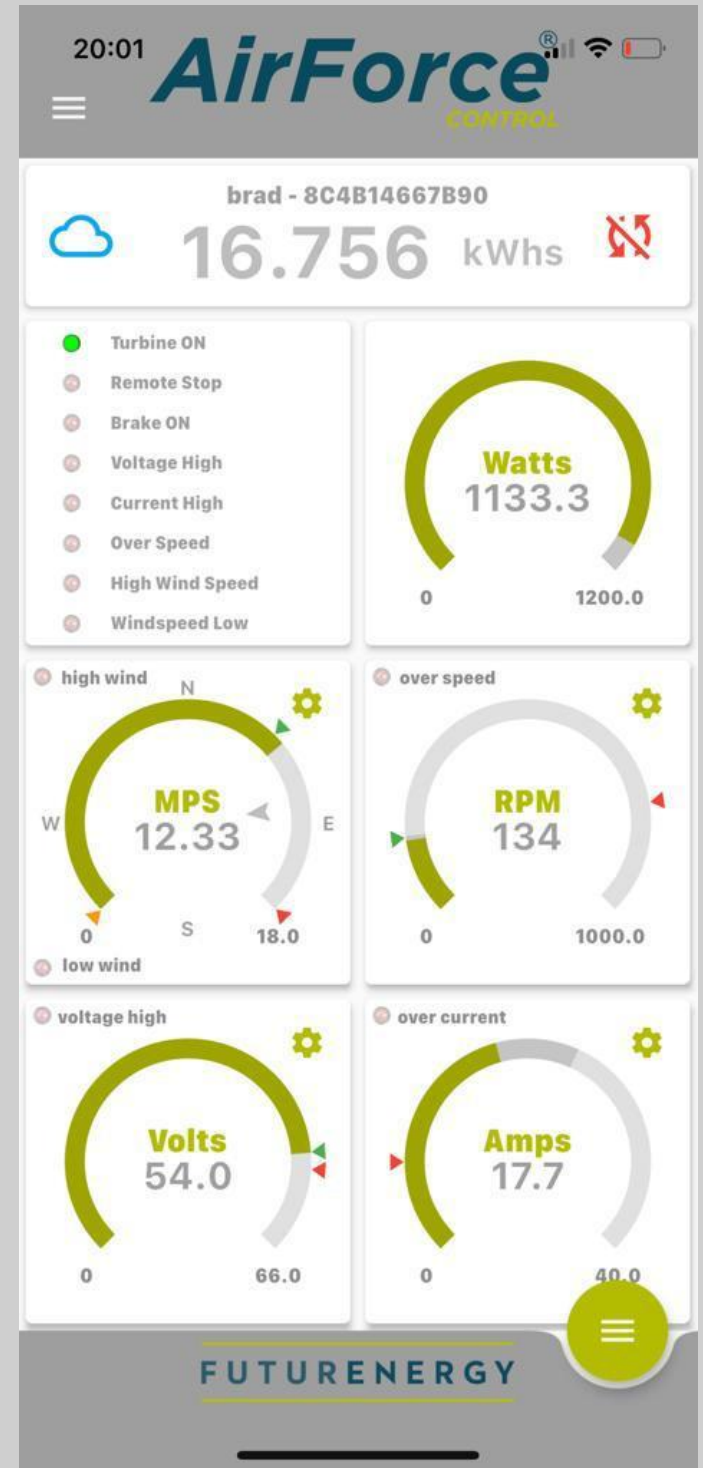 20:01
AirForce®
CONTROL
brad - 8C4B14667B90
16.756 kWhs
Turbine ON
Remote Stop
Brake ON
Voltage High
Current High
Over Speed
High Wind Speed
Windspeed Low
Watts
1133.3
0 1200.0
high wind
N
MPS
12.33
W E
S
0 18.0
low wind
over speed
RPM
134
0 1000.0
voltage high
Volts
54.0
0 66.0
over current
Amps
17.7
0 40.0
FUTURENERGY